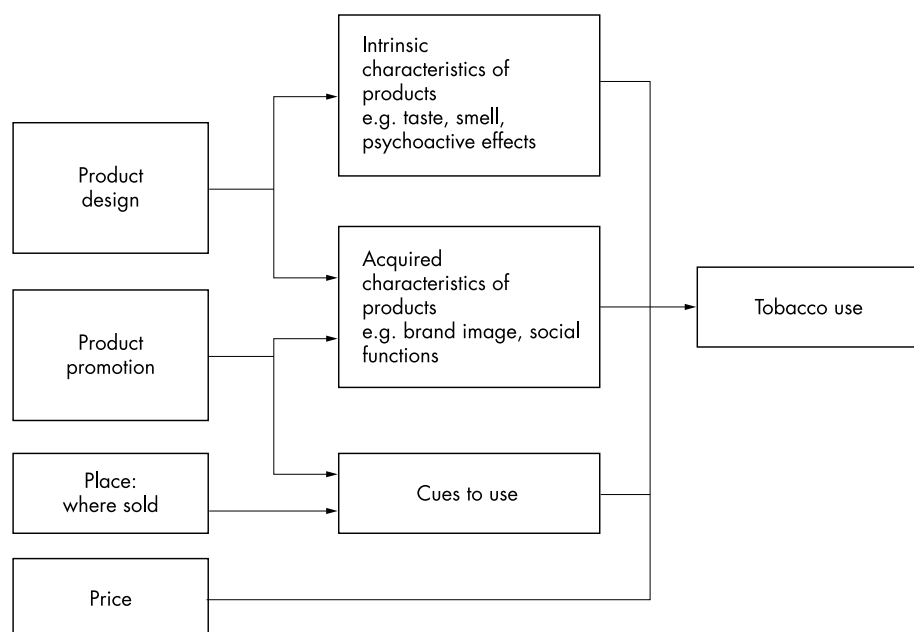 Intrinsic
characteristics of
products
e.g. taste, smell,
psychoactive effects
Product
design
Acquired
characteristics of
products
e.g. brand image, social
functions
Product
promotion
Tobacco use
Place:
where sold
Cues to use
Price